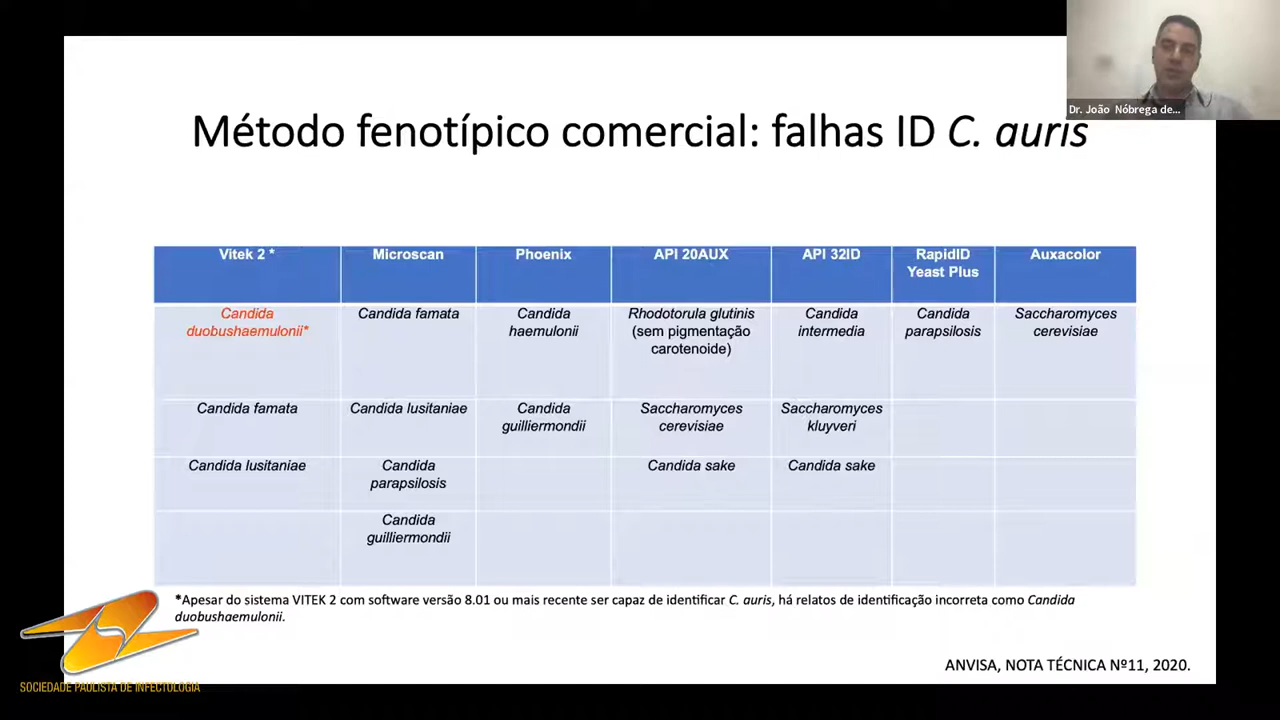 Dr. João Nóbrega de...
Método fenotípico comercial: falhas ID C. auris
Vitek 2 * Microscan Phoenix API 20AUX API 32ID RapidID Yeast Plus Auxacolor
Candida duobushaemulonii* Candida famata Candida haemulonii Rhodotorula glutinis (sem pigmentação carotenoide) Candida intermedia Candida parapsilosis Saccharomyces cerevisiae
Candida famata Candida lusitaniae Candida guilliermondii Saccharomyces cerevisiae Saccharomyces kluyveri
Candida lusitaniae Candida parapsilosis Candida sake Candida sake
Candida guilliermondii
*Apesar do sistema VITEK 2 com software versão 8.01 ou mais recente ser capaz de identificar C. auris, há relatos de identificação incorreta como Candida
duobushaemulonii.
ANVISA, NOTA TÉCNICA Nº11, 2020.
SOCIEDADE PAULISTA DE INFECTOLOGIA